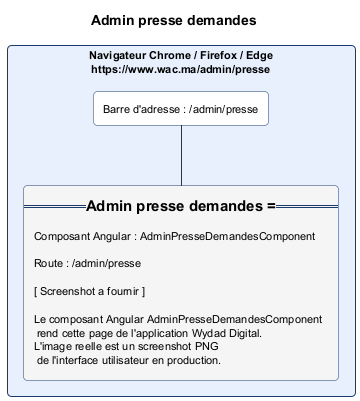 Admin presse demandes
Navigateur Chrome / Firefox / Edge
https://www.wac.ma/admin/presse
Barre d'adresse : /admin/presse
Admin presse demandes =
Composant Angular : AdminPresseDemandesComponent
Route : /admin/presse
[ Screenshot a fournir ]
Le composant Angular AdminPresseDemandesComponent
rend cette page de l'application Wydad Digital.
L'image reelle est un screenshot PNG
de l'interface utilisateur en production.